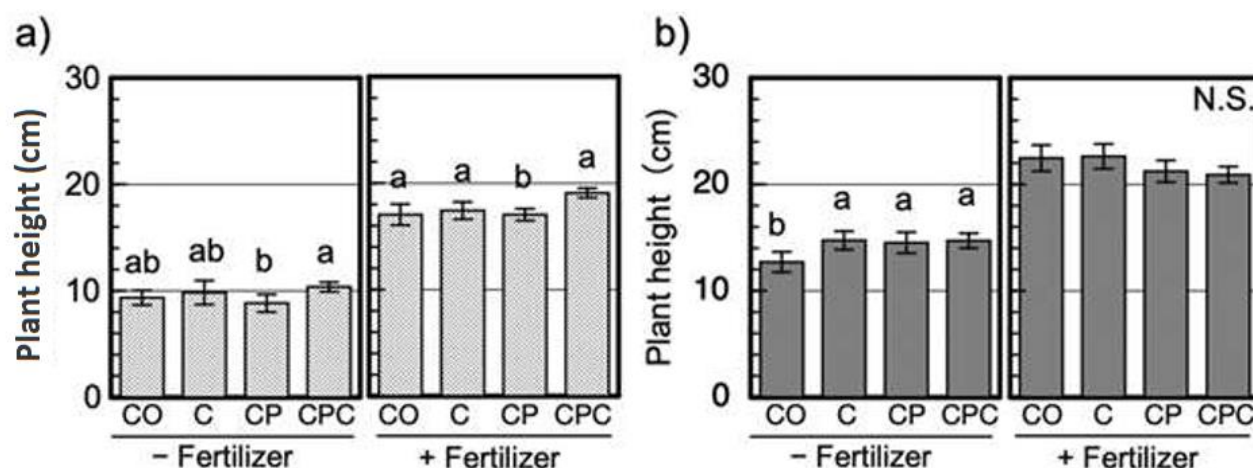 a)
Plant height (cm)
30
20
10
0
ab ab b a
a a b a
CO C CP CPC
CO C CP CPC
− Fertilizer
+ Fertilizer
b)
Plant height (cm)
30
20
10
0
b a a a
N.S.
CO C CP CPC
CO C CP CPC
− Fertilizer
+ Fertilizer